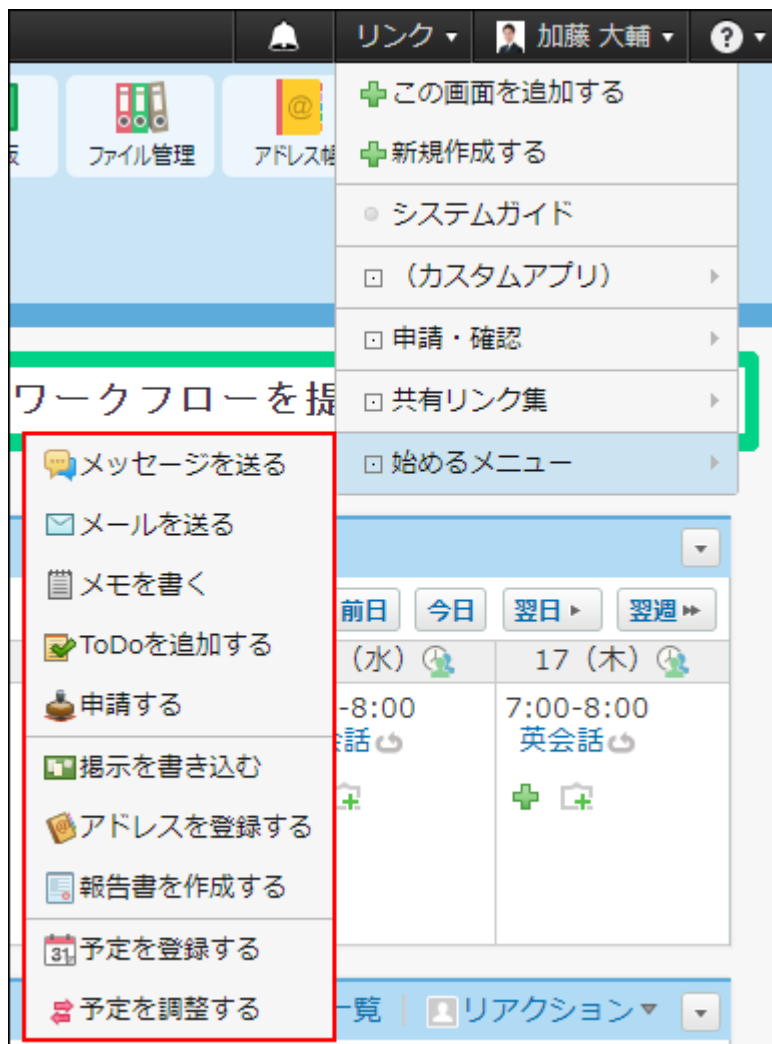 リンク 加藤 大輔
この画面を追加する
ファイル管理 アドレス帳
新規作成する
システムガイド
（カスタムアプリ）
申請・確認
ワークフローを提
共有リンク集
始めるメニュー
メッセージを送る
メールを送る
メモを書く
ToDoを追加する
申請する
掲示を書き込む
アドレスを登録する
報告書を作成する
予定を登録する
予定を調整する
前日 今日 翌日 翌週
（水） 17（木）
-8:00 7:00-8:00
会話 英会話
一覧 リアクション